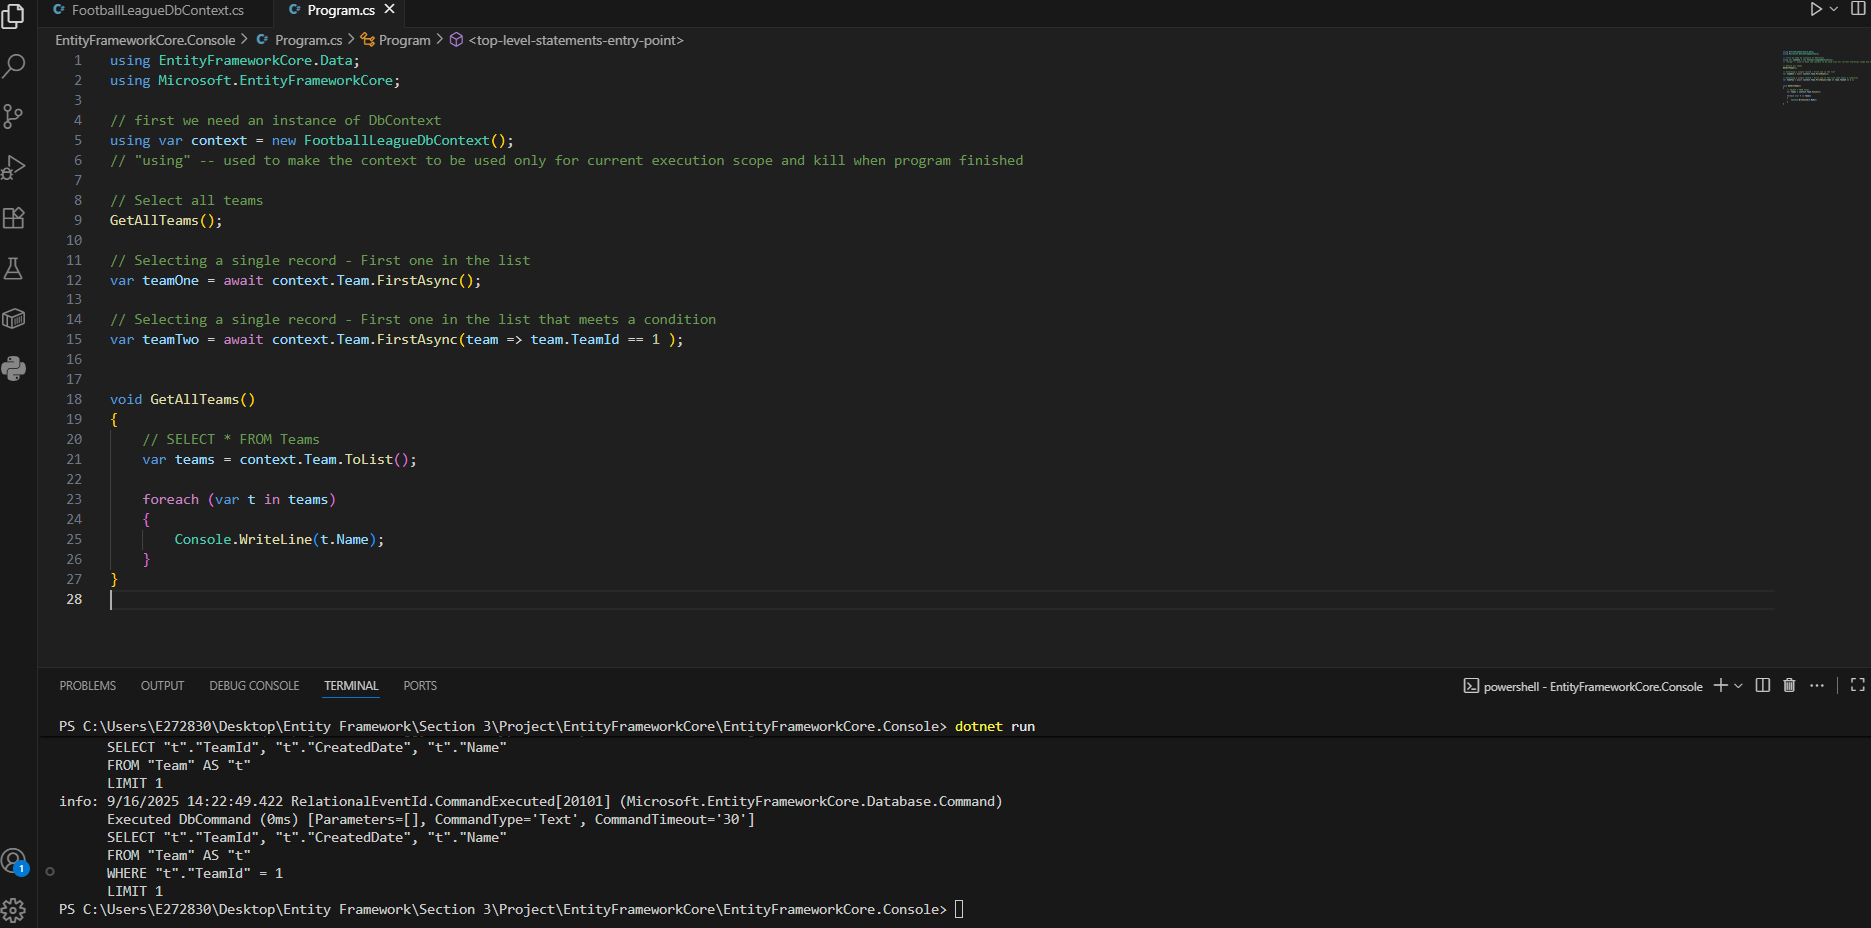 FootballLeagueDbContext.cs
Program.cs
EntityFrameworkCore.Console > Program.cs > Program > <top-level-statements-entry-point>
1 using EntityFrameworkCore.Data;
2 using Microsoft.EntityFrameworkCore;
3
4 // first we need an instance of DbContext
5 using var context = new FootballLeagueDbContext();
6 // "using" -- used to make the context to be used only for current execution scope and kill when program finished
7
8 // Select all teams
9 GetAllTeams();
10
11 // Selecting a single record - First one in the list
12 var teamOne = await context.Team.FirstAsync();
13
14 // Selecting a single record - First one in the list that meets a condition
15 var teamTwo = await context.Team.FirstAsync(team => team.TeamId == 1 );
16
17
18 void GetAllTeams()
19 {
20 // SELECT * FROM Teams
21 var teams = context.Team.ToList();
22
23 foreach (var t in teams)
24 {
25 Console.WriteLine(t.Name);
26 }
27 }
28
PROBLEMS OUTPUT DEBUG CONSOLE TERMINAL PORTS
powershell - EntityFrameworkCore.Console
PS C:\Users\E272830\Desktop\Entity Framework\Section 3\Project\EntityFrameworkCore\EntityFrameworkCore.Console> dotnet run
SELECT "t"."TeamId", "t"."CreatedDate", "t"."Name"
FROM "Team" AS "t"
LIMIT 1
info: 9/16/2025 14:22:49.422 RelationalEventId.CommandExecuted[20101] (Microsoft.EntityFrameworkCore.Database.Command)
Executed DbCommand (0ms) [Parameters=[], CommandType='Text', CommandTimeout='30']
SELECT "t"."TeamId", "t"."CreatedDate", "t"."Name"
FROM "Team" AS "t"
WHERE "t"."TeamId" = 1
LIMIT 1
PS C:\Users\E272830\Desktop\Entity Framework\Section 3\Project\EntityFrameworkCore\EntityFrameworkCore.Console>
1